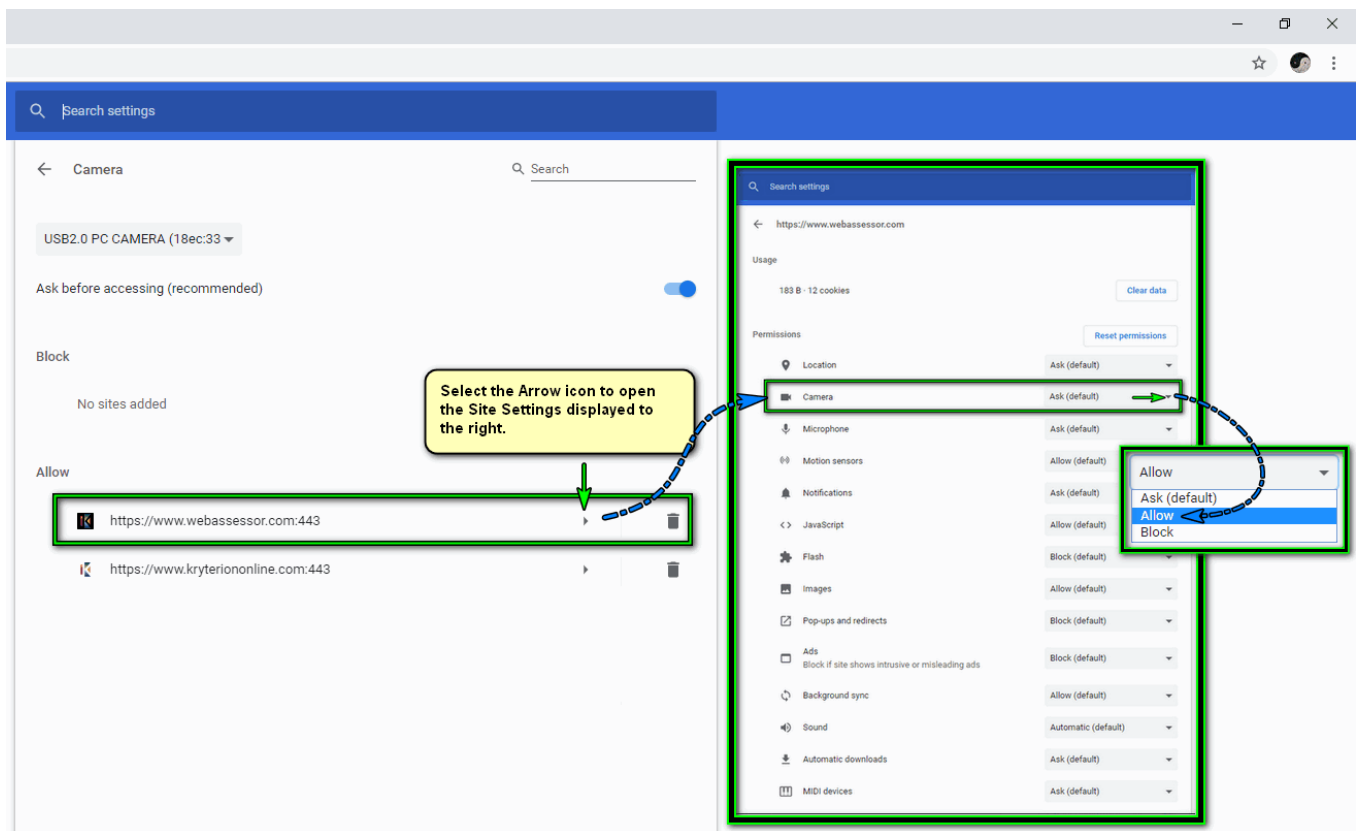 Search settings
Camera
Search
USB2.0 PC CAMERA (18ec:33
Ask before accessing (recommended)
Block
No sites added
Select the Arrow icon to open
the Site Settings displayed to
the right.
Allow
https://www.webassessor.com:443
https://www.kryteriononline.com:443
Search settings
https://www.webassessor.com
Usage
183 B · 12 cookies
Clear data
Permissions
Reset permissions
Location Ask (default)
Camera Ask (default)
Microphone Ask (default)
Motion sensors Allow (default)
Notifications Ask (default)
JavaScript Allow (default)
Flash Block (default)
Images Allow (default)
Pop-ups and redirects Block (default)
Ads
Block if site shows intrusive or misleading ads
Block (default)
Background sync Allow (default)
Sound Automatic (default)
Automatic downloads Ask (default)
MIDI devices Ask (default)
Allow
Ask (default)
Allow
Block